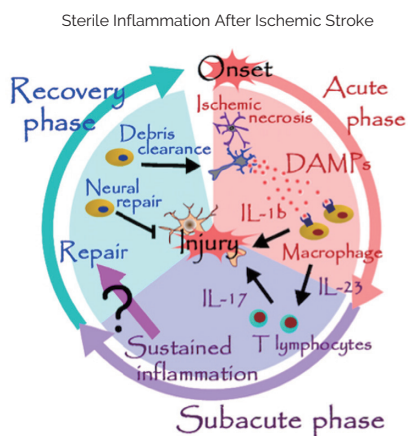 Sterile Inflammation After Ischemic Stroke
Onset
Recovery
phase
Acute
phase
Ischemic
necrosis
Debris
clearance
DAMPs
Neural
repair
IL-1b
Injury
Macrophage
Repair
IL-23
IL-17
?
T lymphocytes
Sustained
inflammation
Subacute phase